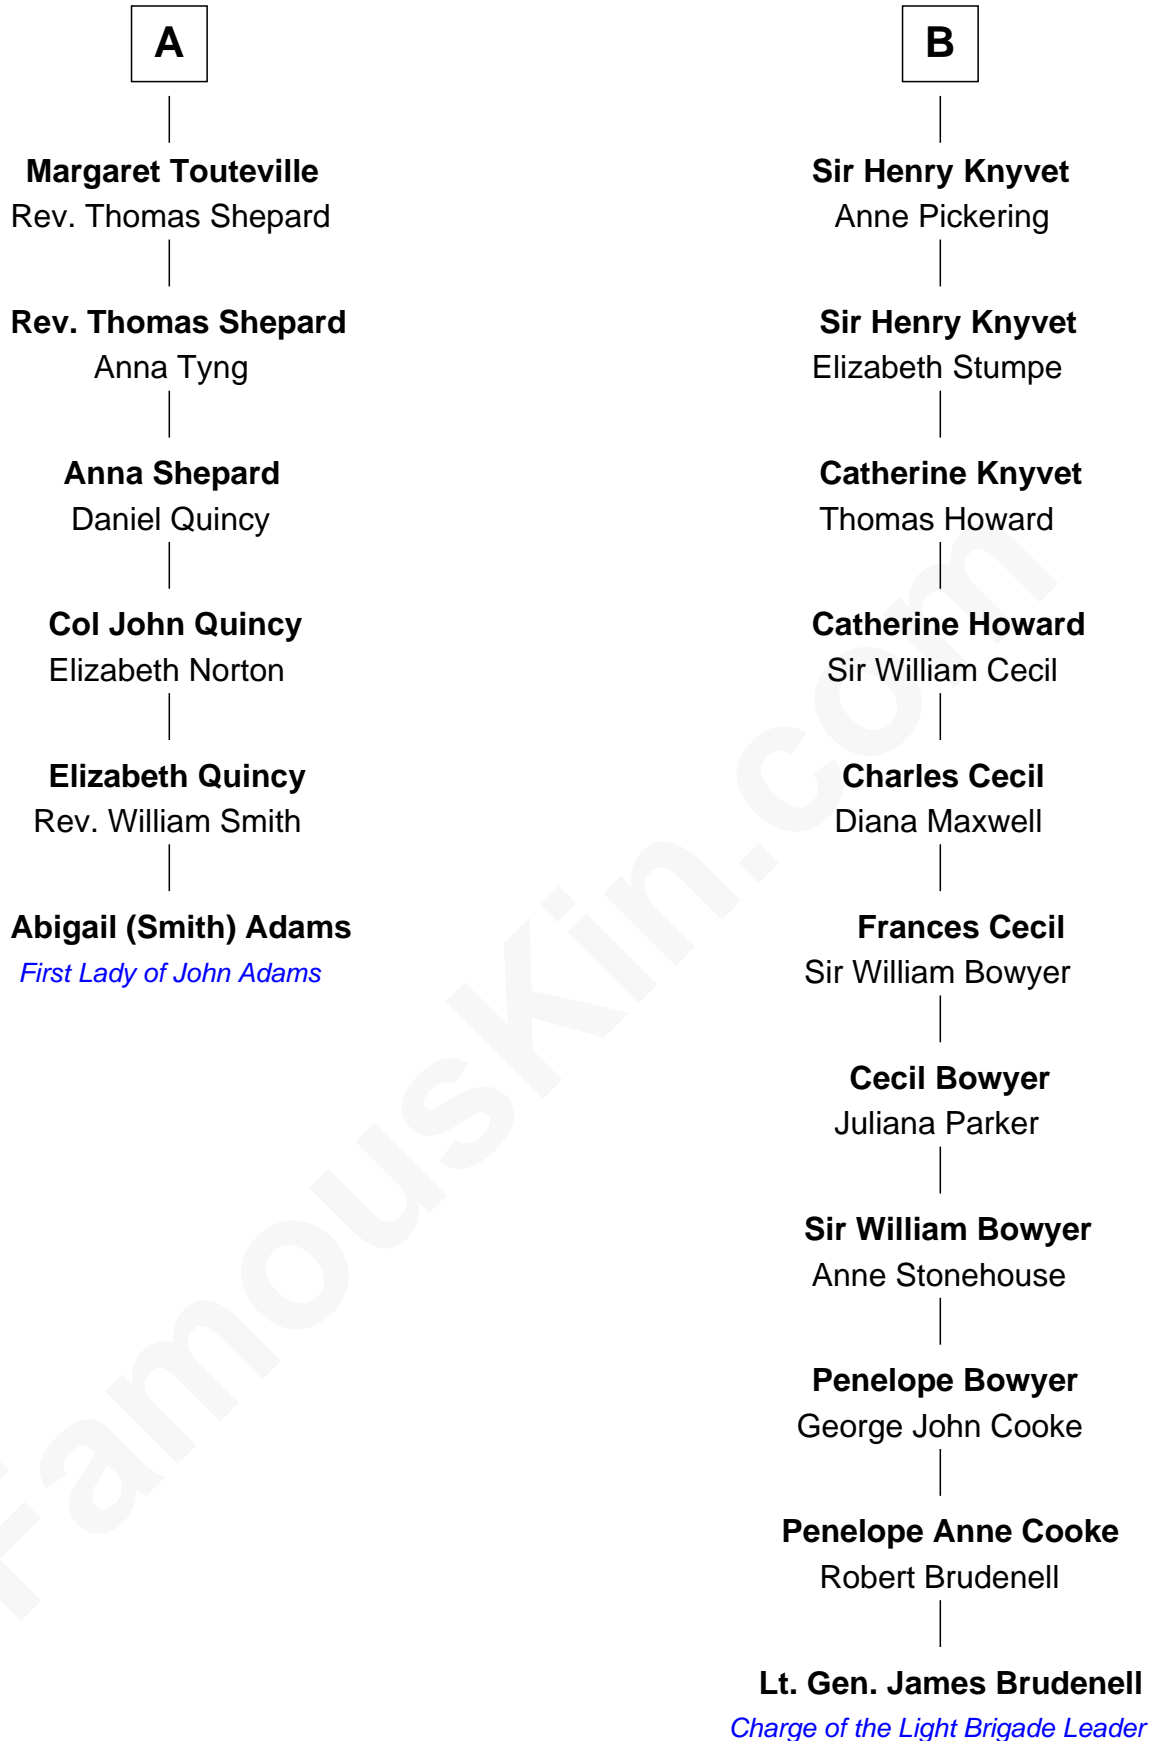 A
Margaret Touteville
Rev. Thomas Shepard
Rev. Thomas Shepard
Anna Tyng
Anna Shepard
Daniel Quincy
Col John Quincy
Elizabeth Norton
Elizabeth Quincy
Rev. William Smith
Abigail (Smith) Adams
First Lady of John Adams
B
Sir Henry Knyvet
Anne Pickering
Sir Henry Knyvet
Elizabeth Stumpe
Catherine Knyvet
Thomas Howard
Catherine Howard
Sir William Cecil
Charles Cecil
Diana Maxwell
Frances Cecil
Sir William Bowyer
Cecil Bowyer
Juliana Parker
Sir William Bowyer
Anne Stonehouse
Penelope Bowyer
George John Cooke
Penelope Anne Cooke
Robert Brudenell
Lt. Gen. James Brudenell
Charge of the Light Brigade Leader
FamousKin.com